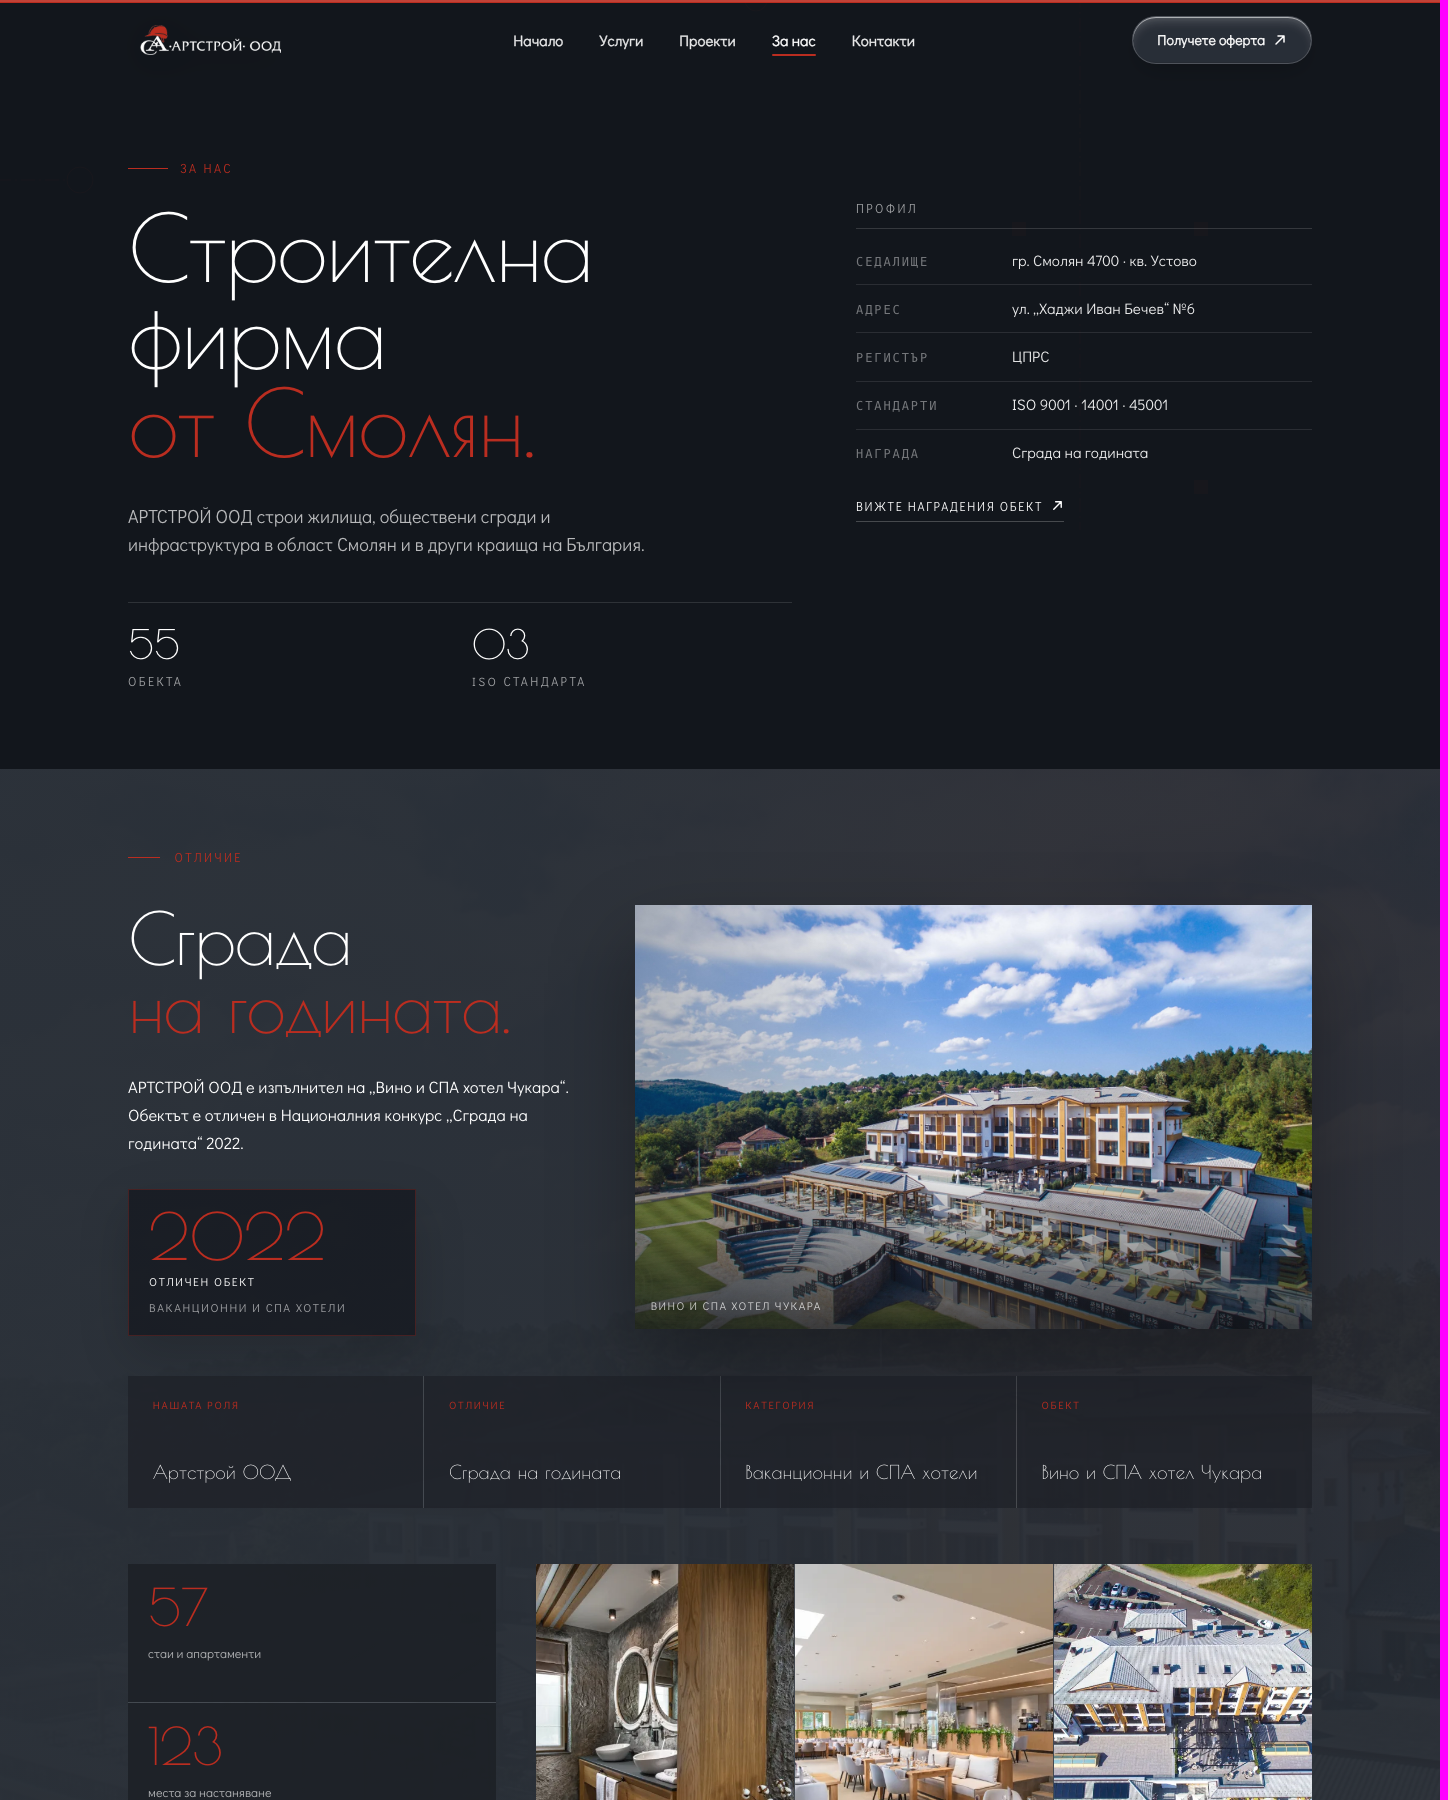 АРТСТРОЙ· ООД
Начало
Услуги
Проекти
За нас
Контакти
Получете оферта
ЗА НАС
Строителна
фирма
от Смолян.
АРТСТРОЙ ООД строи жилища, обществени сгради и
инфраструктура в област Смолян и в други краища на България.
55
ОБЕКТА
03
ISO СТАНДАРТА
ПРОФИЛ
СЕДАЛИЩЕ
гр. Смолян 4700 · кв. Устово
АДРЕС
ул. „Хаджи Иван Бечев“ №6
РЕГИСТЪР
ЦПРС
СТАНДАРТИ
ISO 9001 · 14001 · 45001
НАГРАДА
Сграда на годината
ВИЖТЕ НАГРАДЕНИЯ ОБЕКТ
ОТЛИЧИЕ
Сграда
на годината.
АРТСТРОЙ ООД е изпълнител на „Вино и СПА хотел Чукара“.
Обектът е отличен в Националния конкурс „Сграда на
годината“ 2022.
2022
ОТЛИЧЕН ОБЕКТ
ВАКАНЦИОННИ И СПА ХОТЕЛИ
ВИНО И СПА ХОТЕЛ ЧУКАРА
НАШАТА РОЛЯ
Артстрой ООД
ОТЛИЧИЕ
Сграда на годината
КАТЕГОРИЯ
Ваканционни и СПА хотели
ОБЕКТ
Вино и СПА хотел Чукара
57
стаи и апартаменти
123
места за настаняване